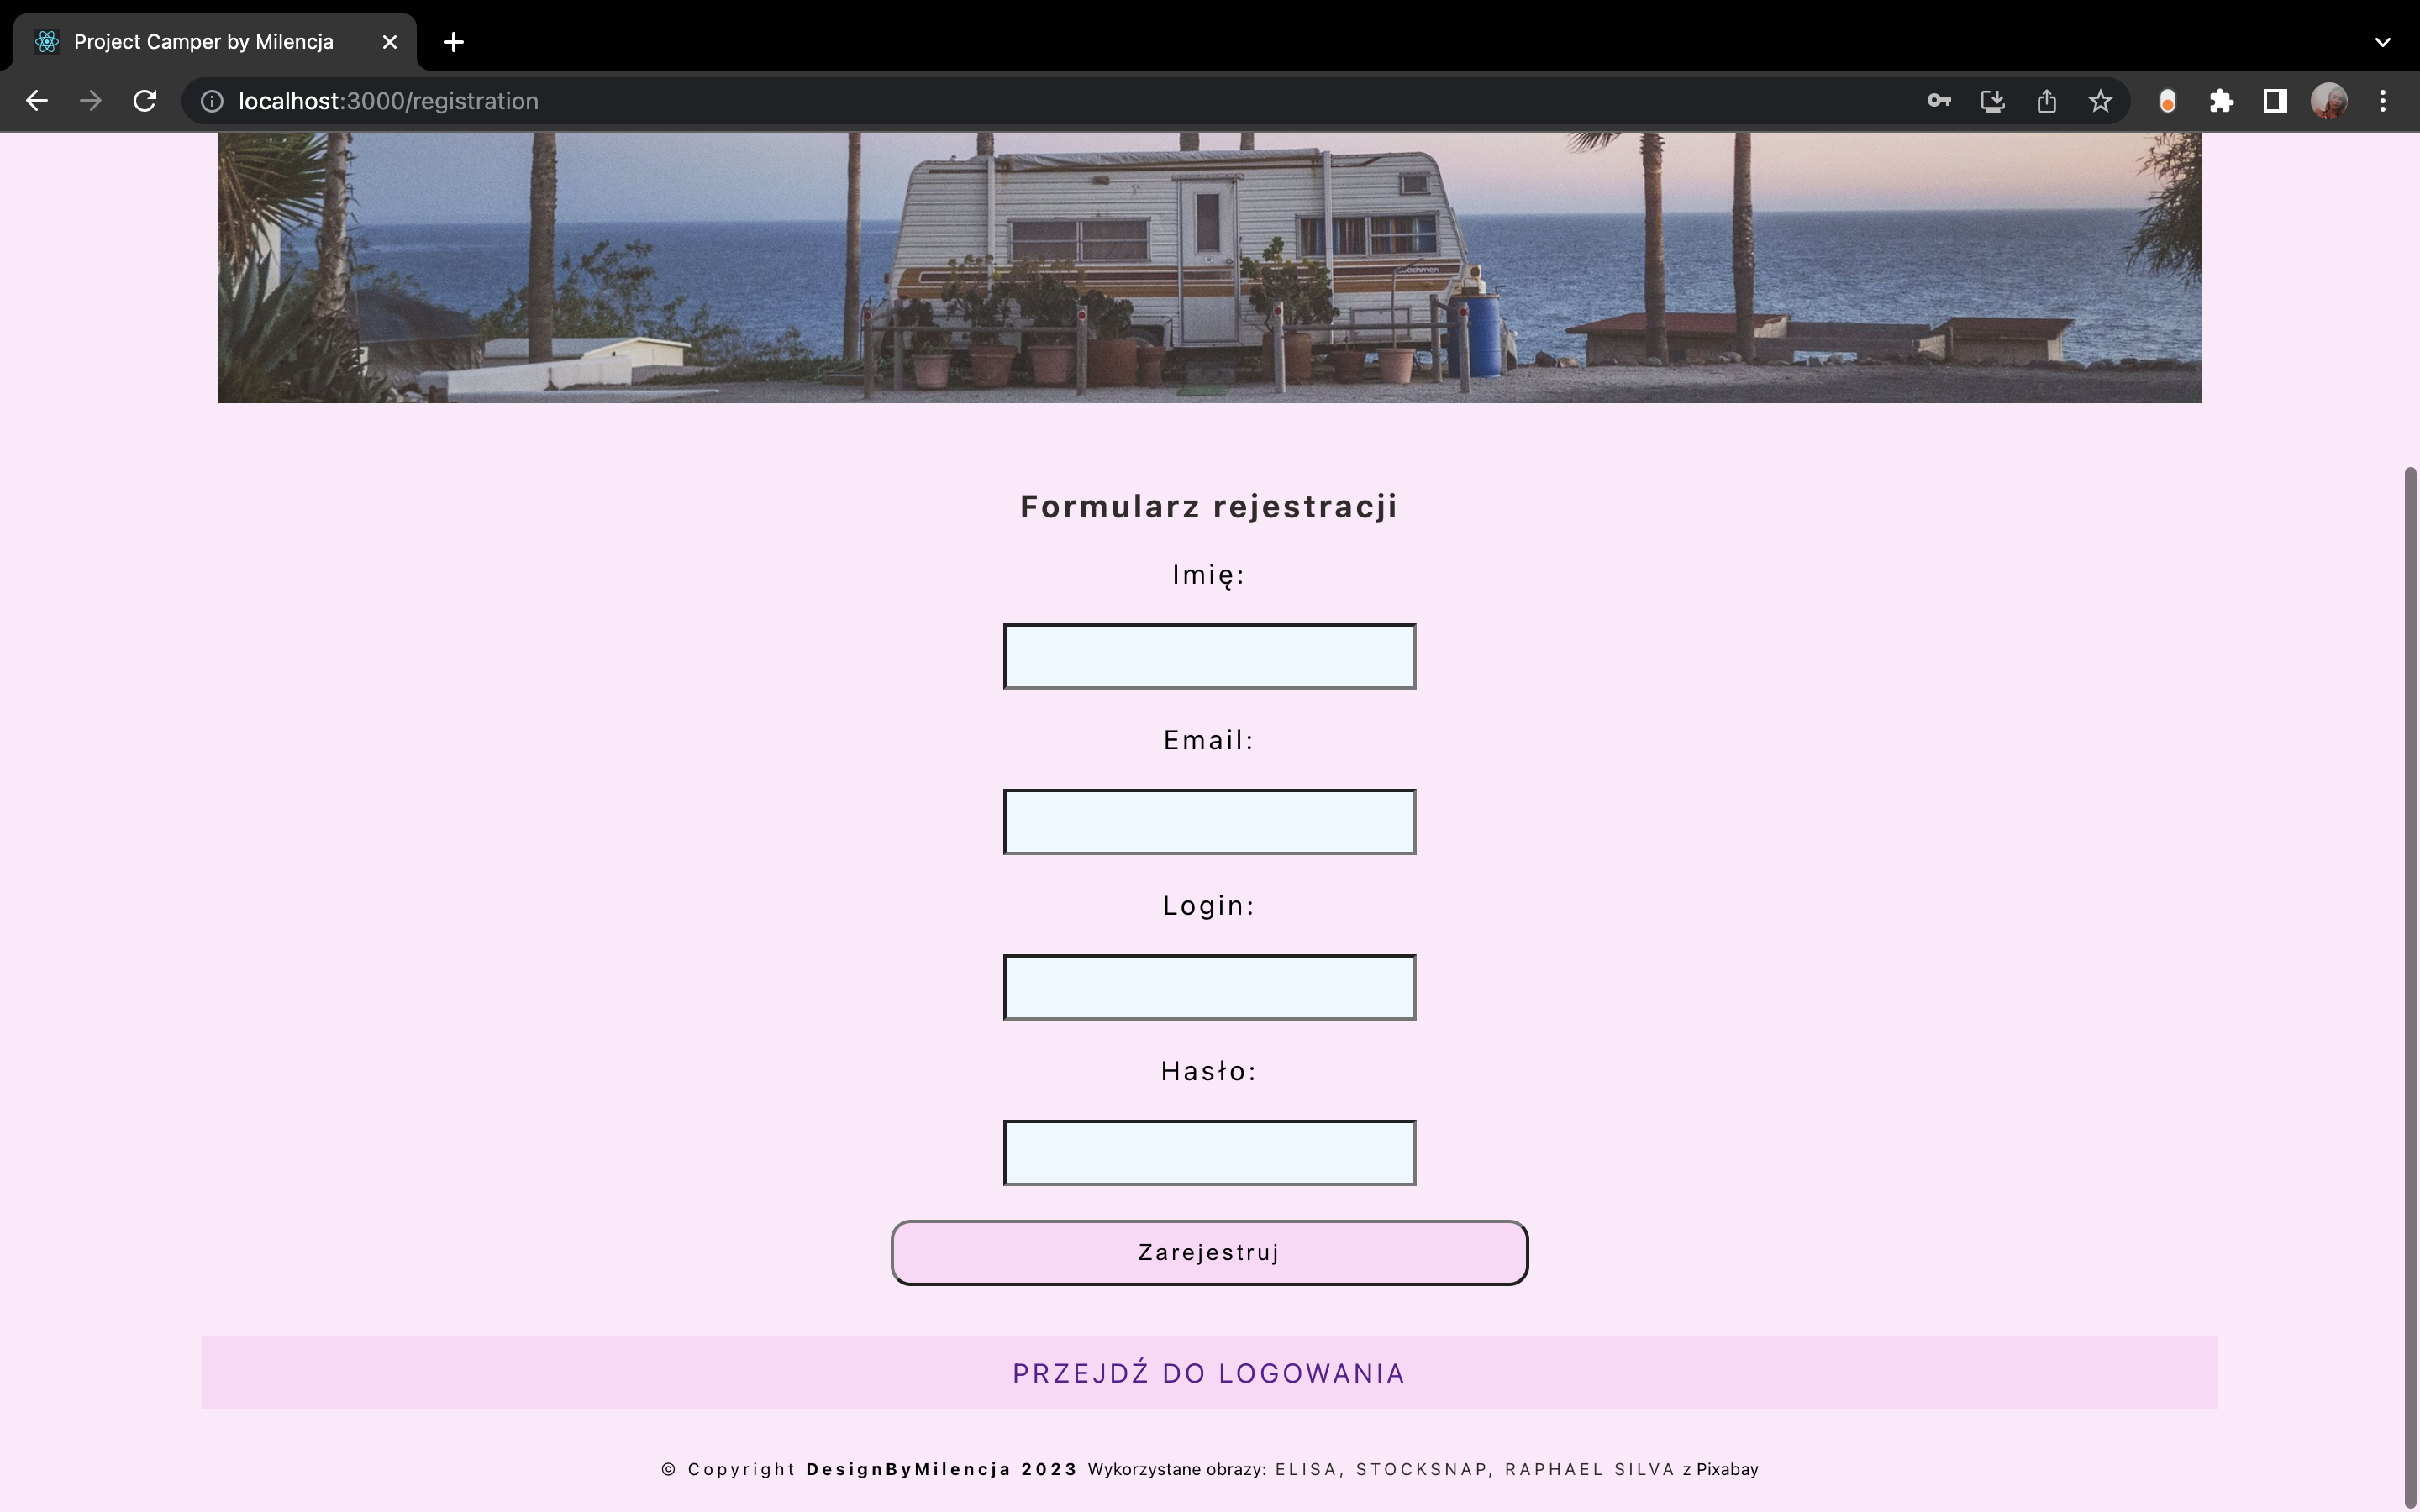 Project Camper by Milencja
localhost:3000/registration
Coachmen
Formularz rejestracji
Imię:
Email:
Login:
Hasło:
Zarejestruj
PRZEJDŹ DO LOGOWANIA
© Copyright DesignByMilencja 2023 Wykorzystane obrazy: ELISA, STOCKSNAP, RAPHAEL SILVA z Pixabay